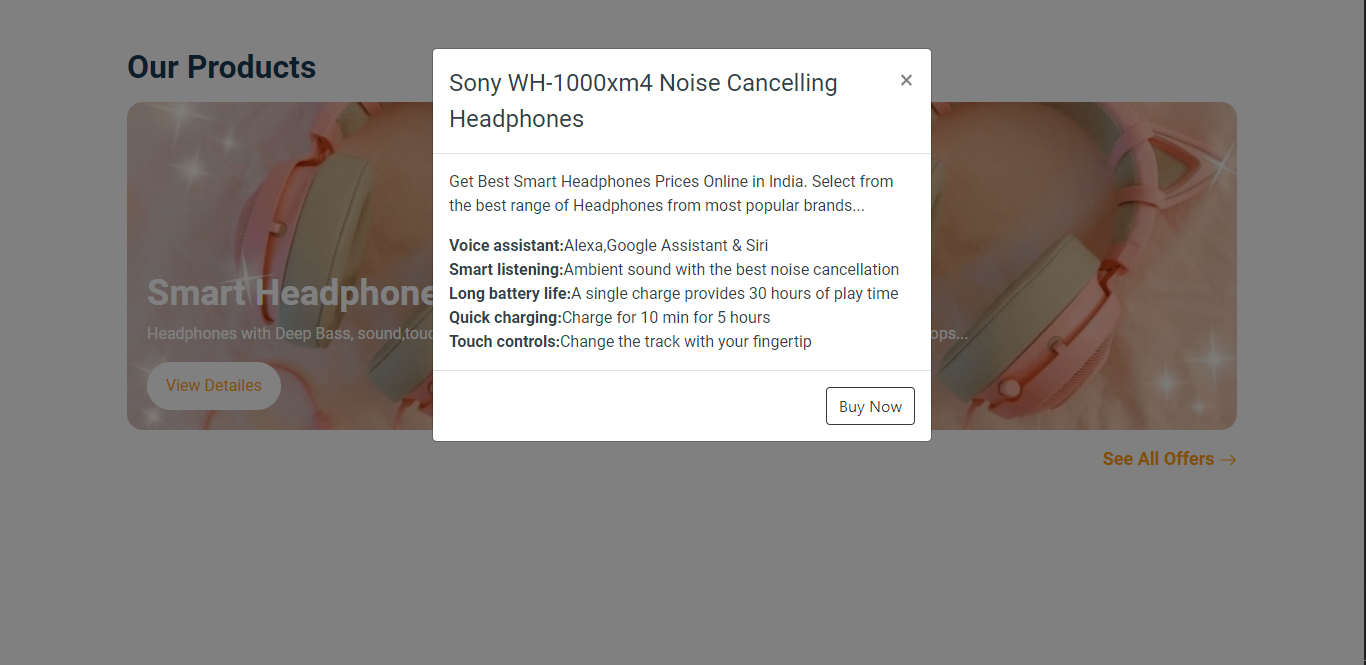 Our Products
Sony WH-1000xm4 Noise Cancelling
Headphones
×
Get Best Smart Headphones Prices Online in India. Select from
the best range of Headphones from most popular brands...
Voice assistant:Alexa,Google Assistant & Siri
Smart listening:Ambient sound with the best noise cancellation
Long battery life:A single charge provides 30 hours of play time
Quick charging:Charge for 10 min for 5 hours
Touch controls:Change the track with your fingertip
Buy Now
Smart Headphone
Headphones with Deep Bass, sound,touc
ops...
View Detailes
See All Offers →